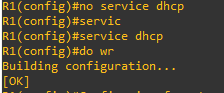 R1(config)#no service dhcp
R1(config)#servic
R1(config)#service dhcp
R1(config)#do wr
Building configuration...
[OK]